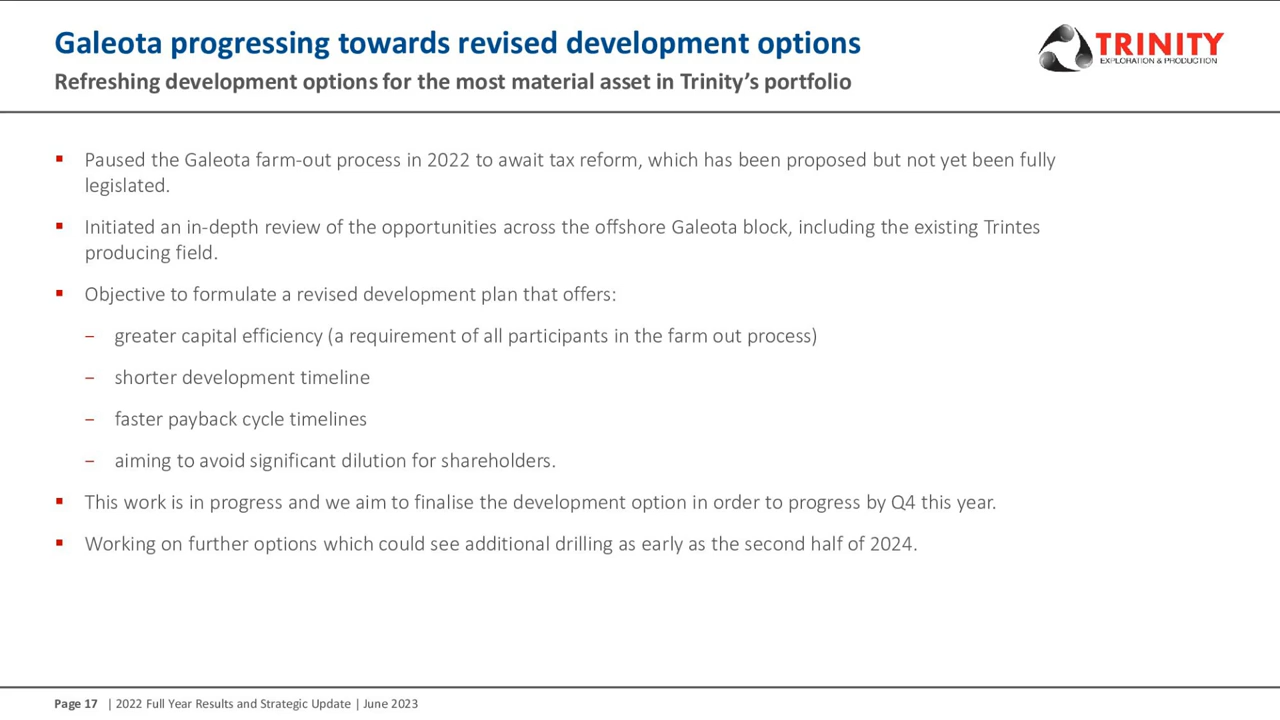 Galeota progressing towards revised development options
TRINITY
EXPLORATION & PRODUCTION
Refreshing development options for the most material asset in Trinity's portfolio
▪ Paused the Galeota farm-out process in 2022 to await tax reform, which has been proposed but not yet been fully
legislated.
▪ Initiated an in-depth review of the opportunities across the offshore Galeota block, including the existing Trintes
producing field.
▪ Objective to formulate a revised development plan that offers:
– greater capital efficiency (a requirement of all participants in the farm out process)
– shorter development timeline
– faster payback cycle timelines
– aiming to avoid significant dilution for shareholders.
▪ This work is in progress and we aim to finalise the development option in order to progress by Q4 this year.
▪ Working on further options which could see additional drilling as early as the second half of 2024.
Page 17 | 2022 Full Year Results and Strategic Update | June 2023